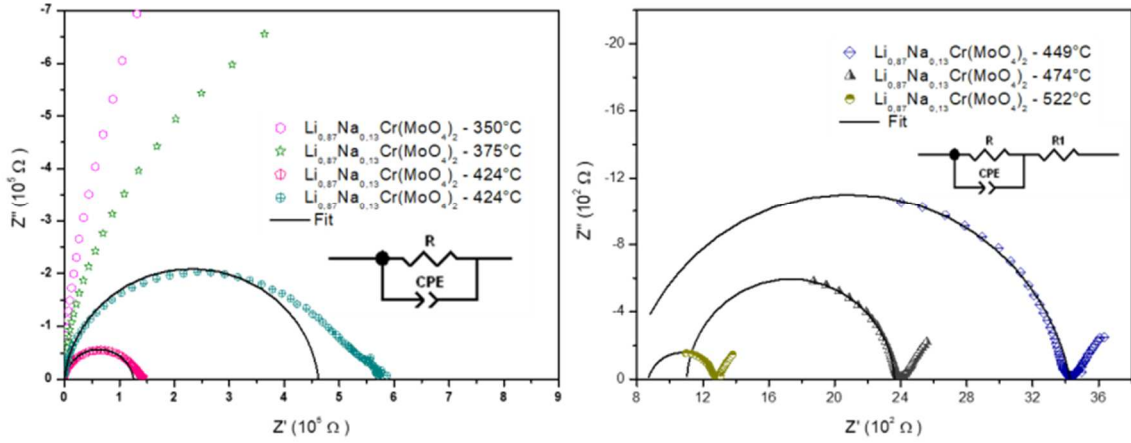 -7
-6
-5
-4
-3
-2
-1
0
Z'' (10⁵ Ω)
Li₀,₈₇Na₀,₁₃Cr(MoO₄)₂ - 350°C
Li₀,₈₇Na₀,₁₃Cr(MoO₄)₂ - 375°C
Li₀,₈₇Na₀,₁₃Cr(MoO₄)₂ - 424°C
Li₀,₈₇Na₀,₁₃Cr(MoO₄)₂ - 424°C
Fit
R
CPE
0 1 2 3 4 5 6 7 8 9
Z' (10⁵ Ω)
-20
-16
-12
-8
-4
0
Z'' (10² Ω)
Li₀,₈₇Na₀,₁₃Cr(MoO₄)₂ - 449°C
Li₀,₈₇Na₀,₁₃Cr(MoO₄)₂ - 474°C
Li₀,₈₇Na₀,₁₃Cr(MoO₄)₂ - 522°C
Fit
R R1
CPE
8 12 16 20 24 28 32 36
Z' (10² Ω)